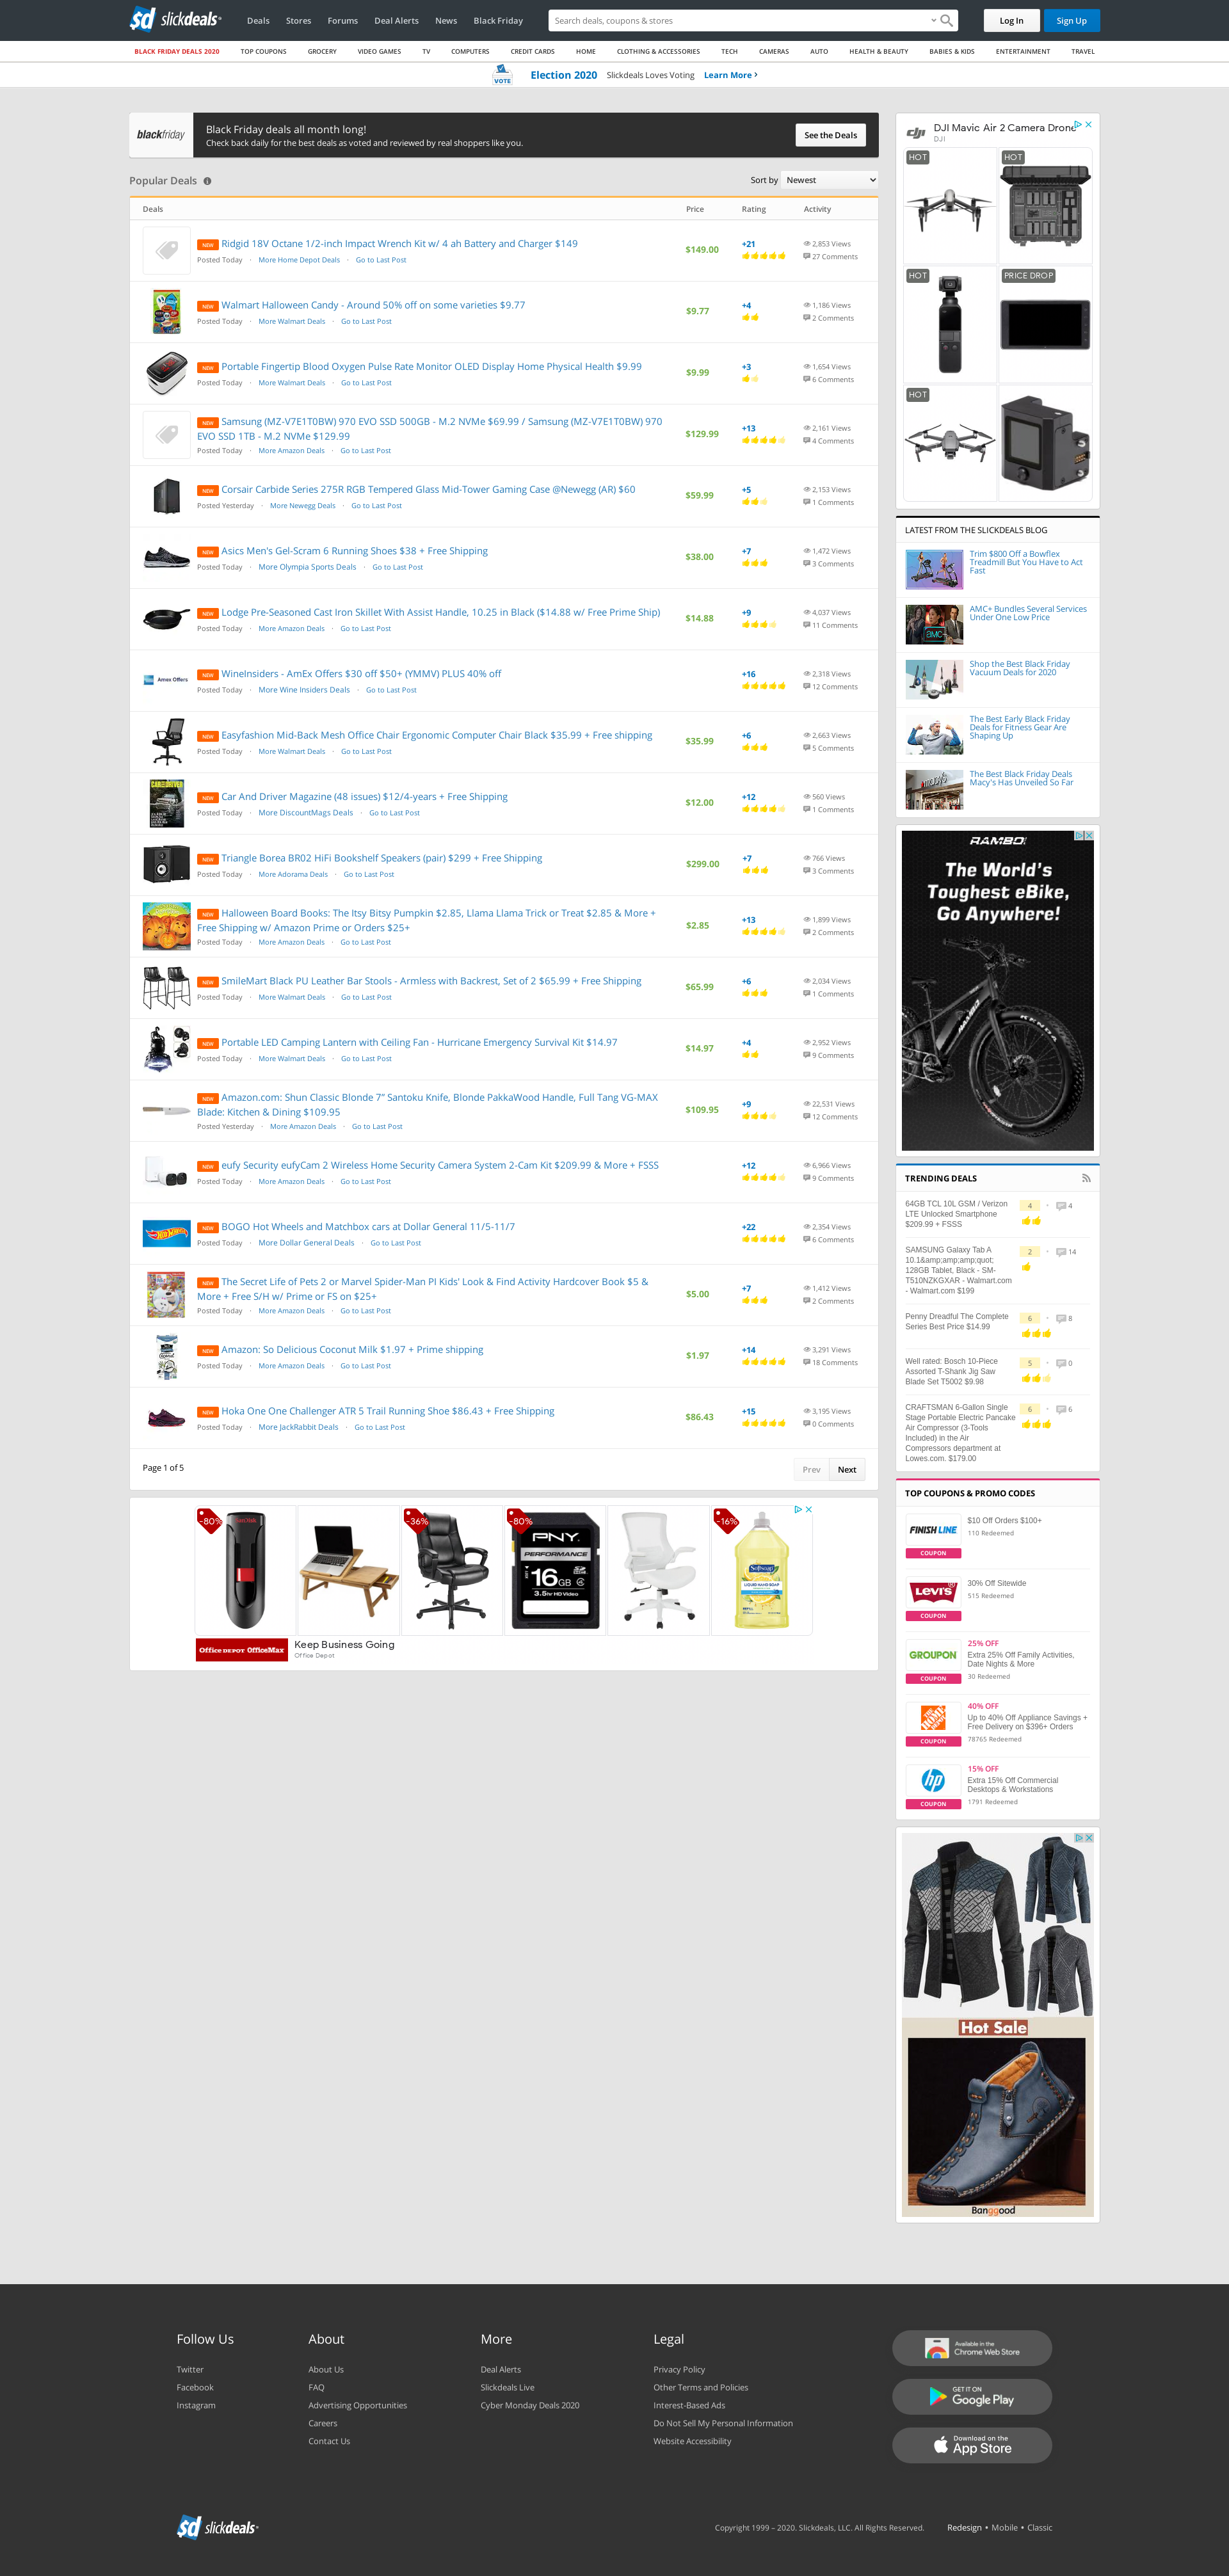 slickdeals
Deals
Stores
Forums
Deal Alerts
News
Black Friday
Search deals, coupons & stores
Log In
Sign Up
BLACK FRIDAY DEALS 2020
TOP COUPONS
GROCERY
VIDEO GAMES
TV
COMPUTERS
CREDIT CARDS
HOME
CLOTHING & ACCESSORIES
TECH
CAMERAS
AUTO
HEALTH & BEAUTY
BABIES & KIDS
ENTERTAINMENT
TRAVEL
VOTE
Election 2020
Slickdeals Loves Voting
Learn More
blackfriday
Black Friday deals all month long!
Check back daily for the best deals as voted and reviewed by real shoppers like you.
See the Deals
Popular Deals
Sort by
Newest
Deals
Price
Rating
Activity
NEW Ridgid 18V Octane 1/2-inch Impact Wrench Kit w/ 4 ah Battery and Charger $149
Posted Today · More Home Depot Deals · Go to Last Post
$149.00
+21
2,853 Views
27 Comments
NEW Walmart Halloween Candy - Around 50% off on some varieties $9.77
Posted Today · More Walmart Deals · Go to Last Post
$9.77
+4
1,186 Views
2 Comments
NEW Portable Fingertip Blood Oxygen Pulse Rate Monitor OLED Display Home Physical Health $9.99
Posted Today · More Walmart Deals · Go to Last Post
$9.99
+3
1,654 Views
6 Comments
NEW Samsung (MZ-V7E1T0BW) 970 EVO SSD 500GB - M.2 NVMe $69.99 / Samsung (MZ-V7E1T0BW) 970
EVO SSD 1TB - M.2 NVMe $129.99
Posted Today · More Amazon Deals · Go to Last Post
$129.99
+13
2,161 Views
4 Comments
NEW Corsair Carbide Series 275R RGB Tempered Glass Mid-Tower Gaming Case @Newegg (AR) $60
Posted Yesterday · More Newegg Deals · Go to Last Post
$59.99
+5
2,153 Views
1 Comments
NEW Asics Men's Gel-Scram 6 Running Shoes $38 + Free Shipping
Posted Today · More Olympia Sports Deals · Go to Last Post
$38.00
+7
1,472 Views
3 Comments
NEW Lodge Pre-Seasoned Cast Iron Skillet With Assist Handle, 10.25 in Black ($14.88 w/ Free Prime Ship)
Posted Today · More Amazon Deals · Go to Last Post
$14.88
+9
4,037 Views
11 Comments
Amex Offers
NEW WineInsiders - AmEx Offers $30 off $50+ (YMMV) PLUS 40% off
Posted Today · More Wine Insiders Deals · Go to Last Post
+16
2,318 Views
12 Comments
NEW Easyfashion Mid-Back Mesh Office Chair Ergonomic Computer Chair Black $35.99 + Free shipping
Posted Today · More Walmart Deals · Go to Last Post
$35.99
+6
2,663 Views
5 Comments
NEW Car And Driver Magazine (48 issues) $12/4-years + Free Shipping
Posted Today · More DiscountMags Deals · Go to Last Post
$12.00
+12
560 Views
1 Comments
NEW Triangle Borea BR02 HiFi Bookshelf Speakers (pair) $299 + Free Shipping
Posted Today · More Adorama Deals · Go to Last Post
$299.00
+7
766 Views
3 Comments
NEW Halloween Board Books: The Itsy Bitsy Pumpkin $2.85, Llama Llama Trick or Treat $2.85 & More +
Free Shipping w/ Amazon Prime or Orders $25+
Posted Today · More Amazon Deals · Go to Last Post
$2.85
+13
1,899 Views
2 Comments
NEW SmileMart Black PU Leather Bar Stools - Armless with Backrest, Set of 2 $65.99 + Free Shipping
Posted Today · More Walmart Deals · Go to Last Post
$65.99
+6
2,034 Views
1 Comments
NEW Portable LED Camping Lantern with Ceiling Fan - Hurricane Emergency Survival Kit $14.97
Posted Today · More Walmart Deals · Go to Last Post
$14.97
+4
2,952 Views
9 Comments
NEW Amazon.com: Shun Classic Blonde 7" Santoku Knife, Blonde PakkaWood Handle, Full Tang VG-MAX
Blade: Kitchen & Dining $109.95
Posted Yesterday · More Amazon Deals · Go to Last Post
$109.95
+9
22,531 Views
12 Comments
NEW eufy Security eufyCam 2 Wireless Home Security Camera System 2-Cam Kit $209.99 & More + FSSS
Posted Today · More Amazon Deals · Go to Last Post
+12
6,966 Views
9 Comments
NEW BOGO Hot Wheels and Matchbox cars at Dollar General 11/5-11/7
Posted Today · More Dollar General Deals · Go to Last Post
+22
2,354 Views
6 Comments
NEW The Secret Life of Pets 2 or Marvel Spider-Man PI Kids' Look & Find Activity Hardcover Book $5 &
More + Free S/H w/ Prime or FS on $25+
Posted Today · More Amazon Deals · Go to Last Post
$5.00
+7
1,412 Views
2 Comments
NEW Amazon: So Delicious Coconut Milk $1.97 + Prime shipping
Posted Today · More Amazon Deals · Go to Last Post
$1.97
+14
3,291 Views
18 Comments
NEW Hoka One One Challenger ATR 5 Trail Running Shoe $86.43 + Free Shipping
Posted Today · More JackRabbit Deals · Go to Last Post
$86.43
+15
3,195 Views
0 Comments
Page 1 of 5
Prev
Next
-80%
-36%
-80%
-16%
PNY
PERFORMANCE
16GB
3.5hr HD Video
Softsoap
LIQUID HAND SOAP
Office DEPOT OfficeMax
Keep Business Going
Office Depot
dji
DJI Mavic Air 2 Camera Drone
DJI
HOT
HOT
HOT
PRICE DROP
HOT
LATEST FROM THE SLICKDEALS BLOG
Trim $800 Off a Bowflex
Treadmill But You Have to Act
Fast
AMC+ Bundles Several Services
Under One Low Price
Shop the Best Black Friday
Vacuum Deals for 2020
The Best Early Black Friday
Deals for Fitness Gear Are
Shaping Up
The Best Black Friday Deals
Macy's Has Unveiled So Far
RAMBO
The World's
Toughest eBike,
Go Anywhere!
TRENDING DEALS
64GB TCL 10L GSM / Verizon
LTE Unlocked Smartphone
$209.99 + FSSS
4
4
SAMSUNG Galaxy Tab A
10.1&amp;amp;amp;quot;
128GB Tablet, Black - SM-
T510NZKGXAR - Walmart.com
- Walmart.com $199
2
14
Penny Dreadful The Complete
Series Best Price $14.99
6
8
Well rated: Bosch 10-Piece
Assorted T-Shank Jig Saw
Blade Set T5002 $9.98
5
0
CRAFTSMAN 6-Gallon Single
Stage Portable Electric Pancake
Air Compressor (3-Tools
Included) in the Air
Compressors department at
Lowes.com. $179.00
6
6
TOP COUPONS & PROMO CODES
FINISH LINE
COUPON
$10 Off Orders $100+
110 Redeemed
LEVI'S
COUPON
30% Off Sitewide
515 Redeemed
GROUPON
COUPON
25% OFF
Extra 25% Off Family Activities,
Date Nights & More
30 Redeemed
COUPON
40% OFF
Up to 40% Off Appliance Savings +
Free Delivery on $396+ Orders
78765 Redeemed
hp
COUPON
15% OFF
Extra 15% Off Commercial
Desktops & Workstations
1791 Redeemed
Hot Sale
Banggood
Follow Us
Twitter
Facebook
Instagram
About
About Us
FAQ
Advertising Opportunities
Careers
Contact Us
More
Deal Alerts
Slickdeals Live
Cyber Monday Deals 2020
Legal
Privacy Policy
Other Terms and Policies
Interest-Based Ads
Do Not Sell My Personal Information
Website Accessibility
Available in the
Chrome Web Store
GET IT ON
Google Play
Download on the
App Store
slickdeals
Copyright 1999 – 2020. Slickdeals, LLC. All Rights Reserved.
Redesign • Mobile • Classic